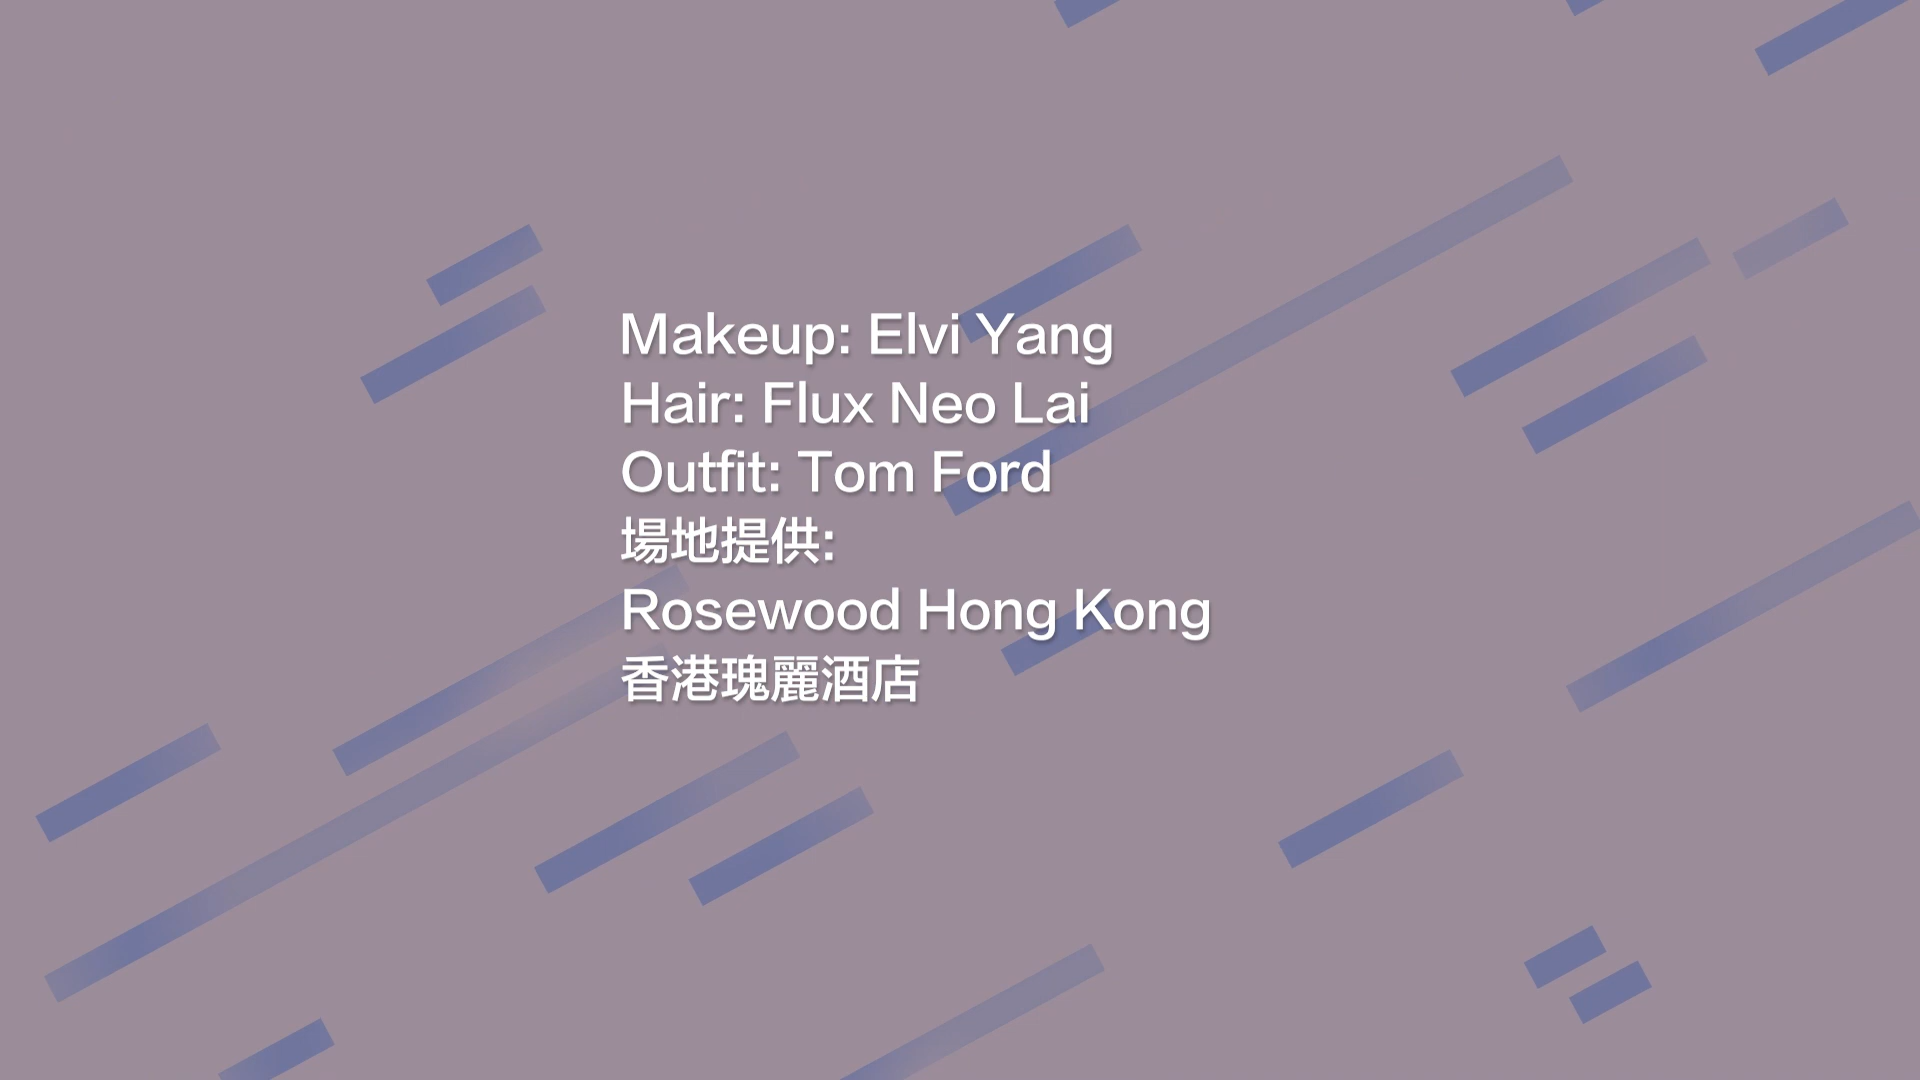 Makeup: Elvi Yang
Hair: Flux Neo Lai
Outfit: Tom Ford
場地提供:
Rosewood Hong Kong
香港瑰麗酒店